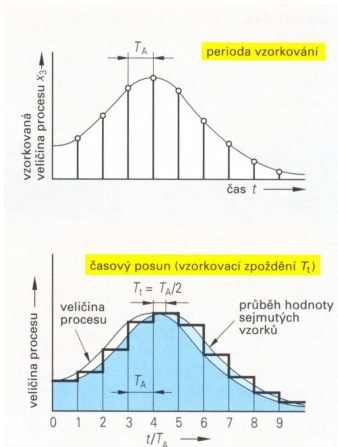 T_A
perioda vzorkování
vzorkovaná
veličina procesu x₃
čas t
časový posun (vzorkovací zpoždění T_t)
T_t = T_A/2
veličina
procesu
průběh hodnoty
sejmutých
vzorků
veličina procesu
T_A
0 1 2 3 4 5 6 7 8 9
t/T_A